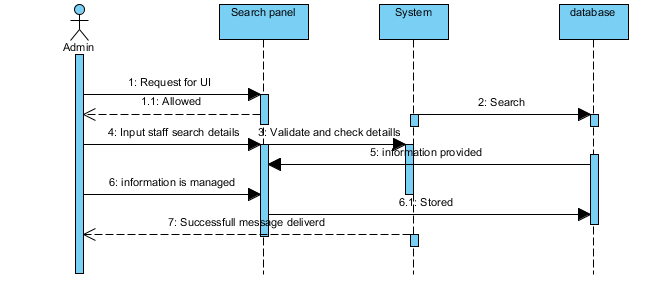 Search panel
System
database
Admin
1: Request for UI
1.1: Allowed
2: Search
4: Input staff search details
3: Validate and check detaills
5: information provided
6: information is managed
6.1: Stored
7: Successfull message deliverd